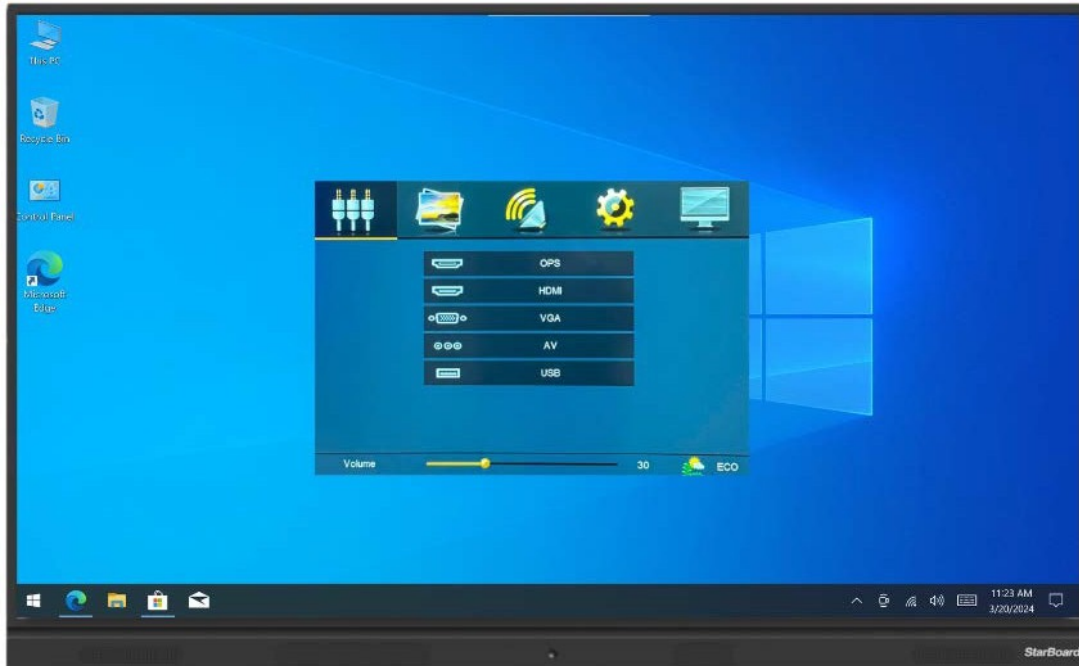 This PC
Recycle Bin
Control Panel
Microsoft
Edge
OPS
HDMI
VGA
AV
USB
Volume
30
ECO
11:23 AM
3/20/2024
StarBoard